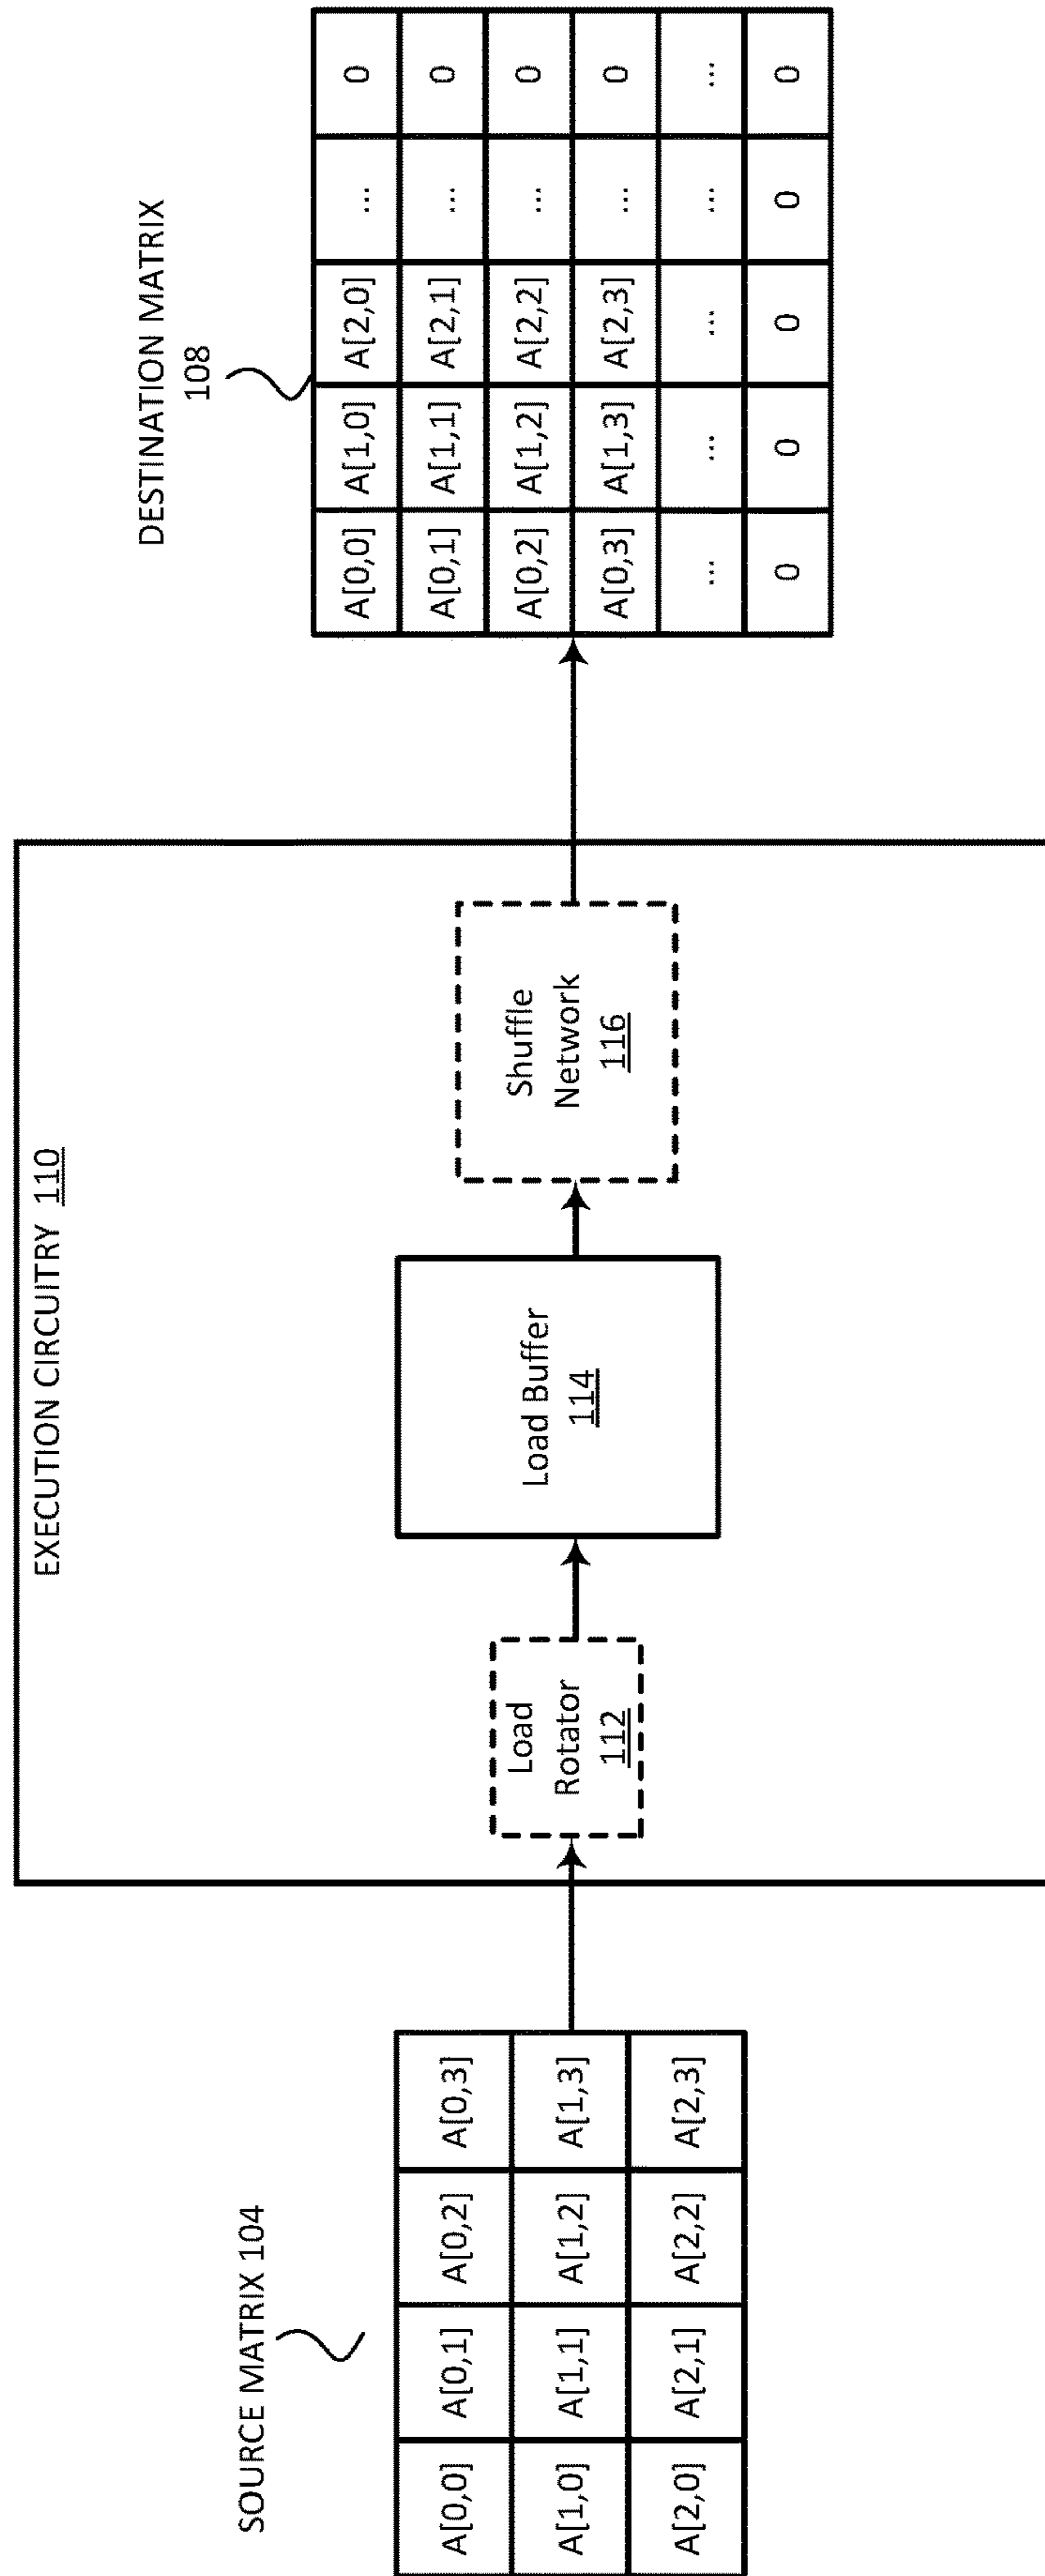 SOURCE MATRIX 104
A[0,0] A[0,1] A[0,2] A[0,3]
A[1,0] A[1,1] A[1,2] A[1,3]
A[2,0] A[2,1] A[2,2] A[2,3]
EXECUTION CIRCUITRY 110
Load
Rotator
112
Load Buffer
114
Shuffle
Network
116
DESTINATION MATRIX
108
A[0,0] A[1,0] A[2,0] ... 0
A[0,1] A[1,1] A[2,1] ... 0
A[0,2] A[1,2] A[2,2] ... 0
A[0,3] A[1,3] A[2,3] ... 0
... ... ... ... ...
0 0 0 0 0